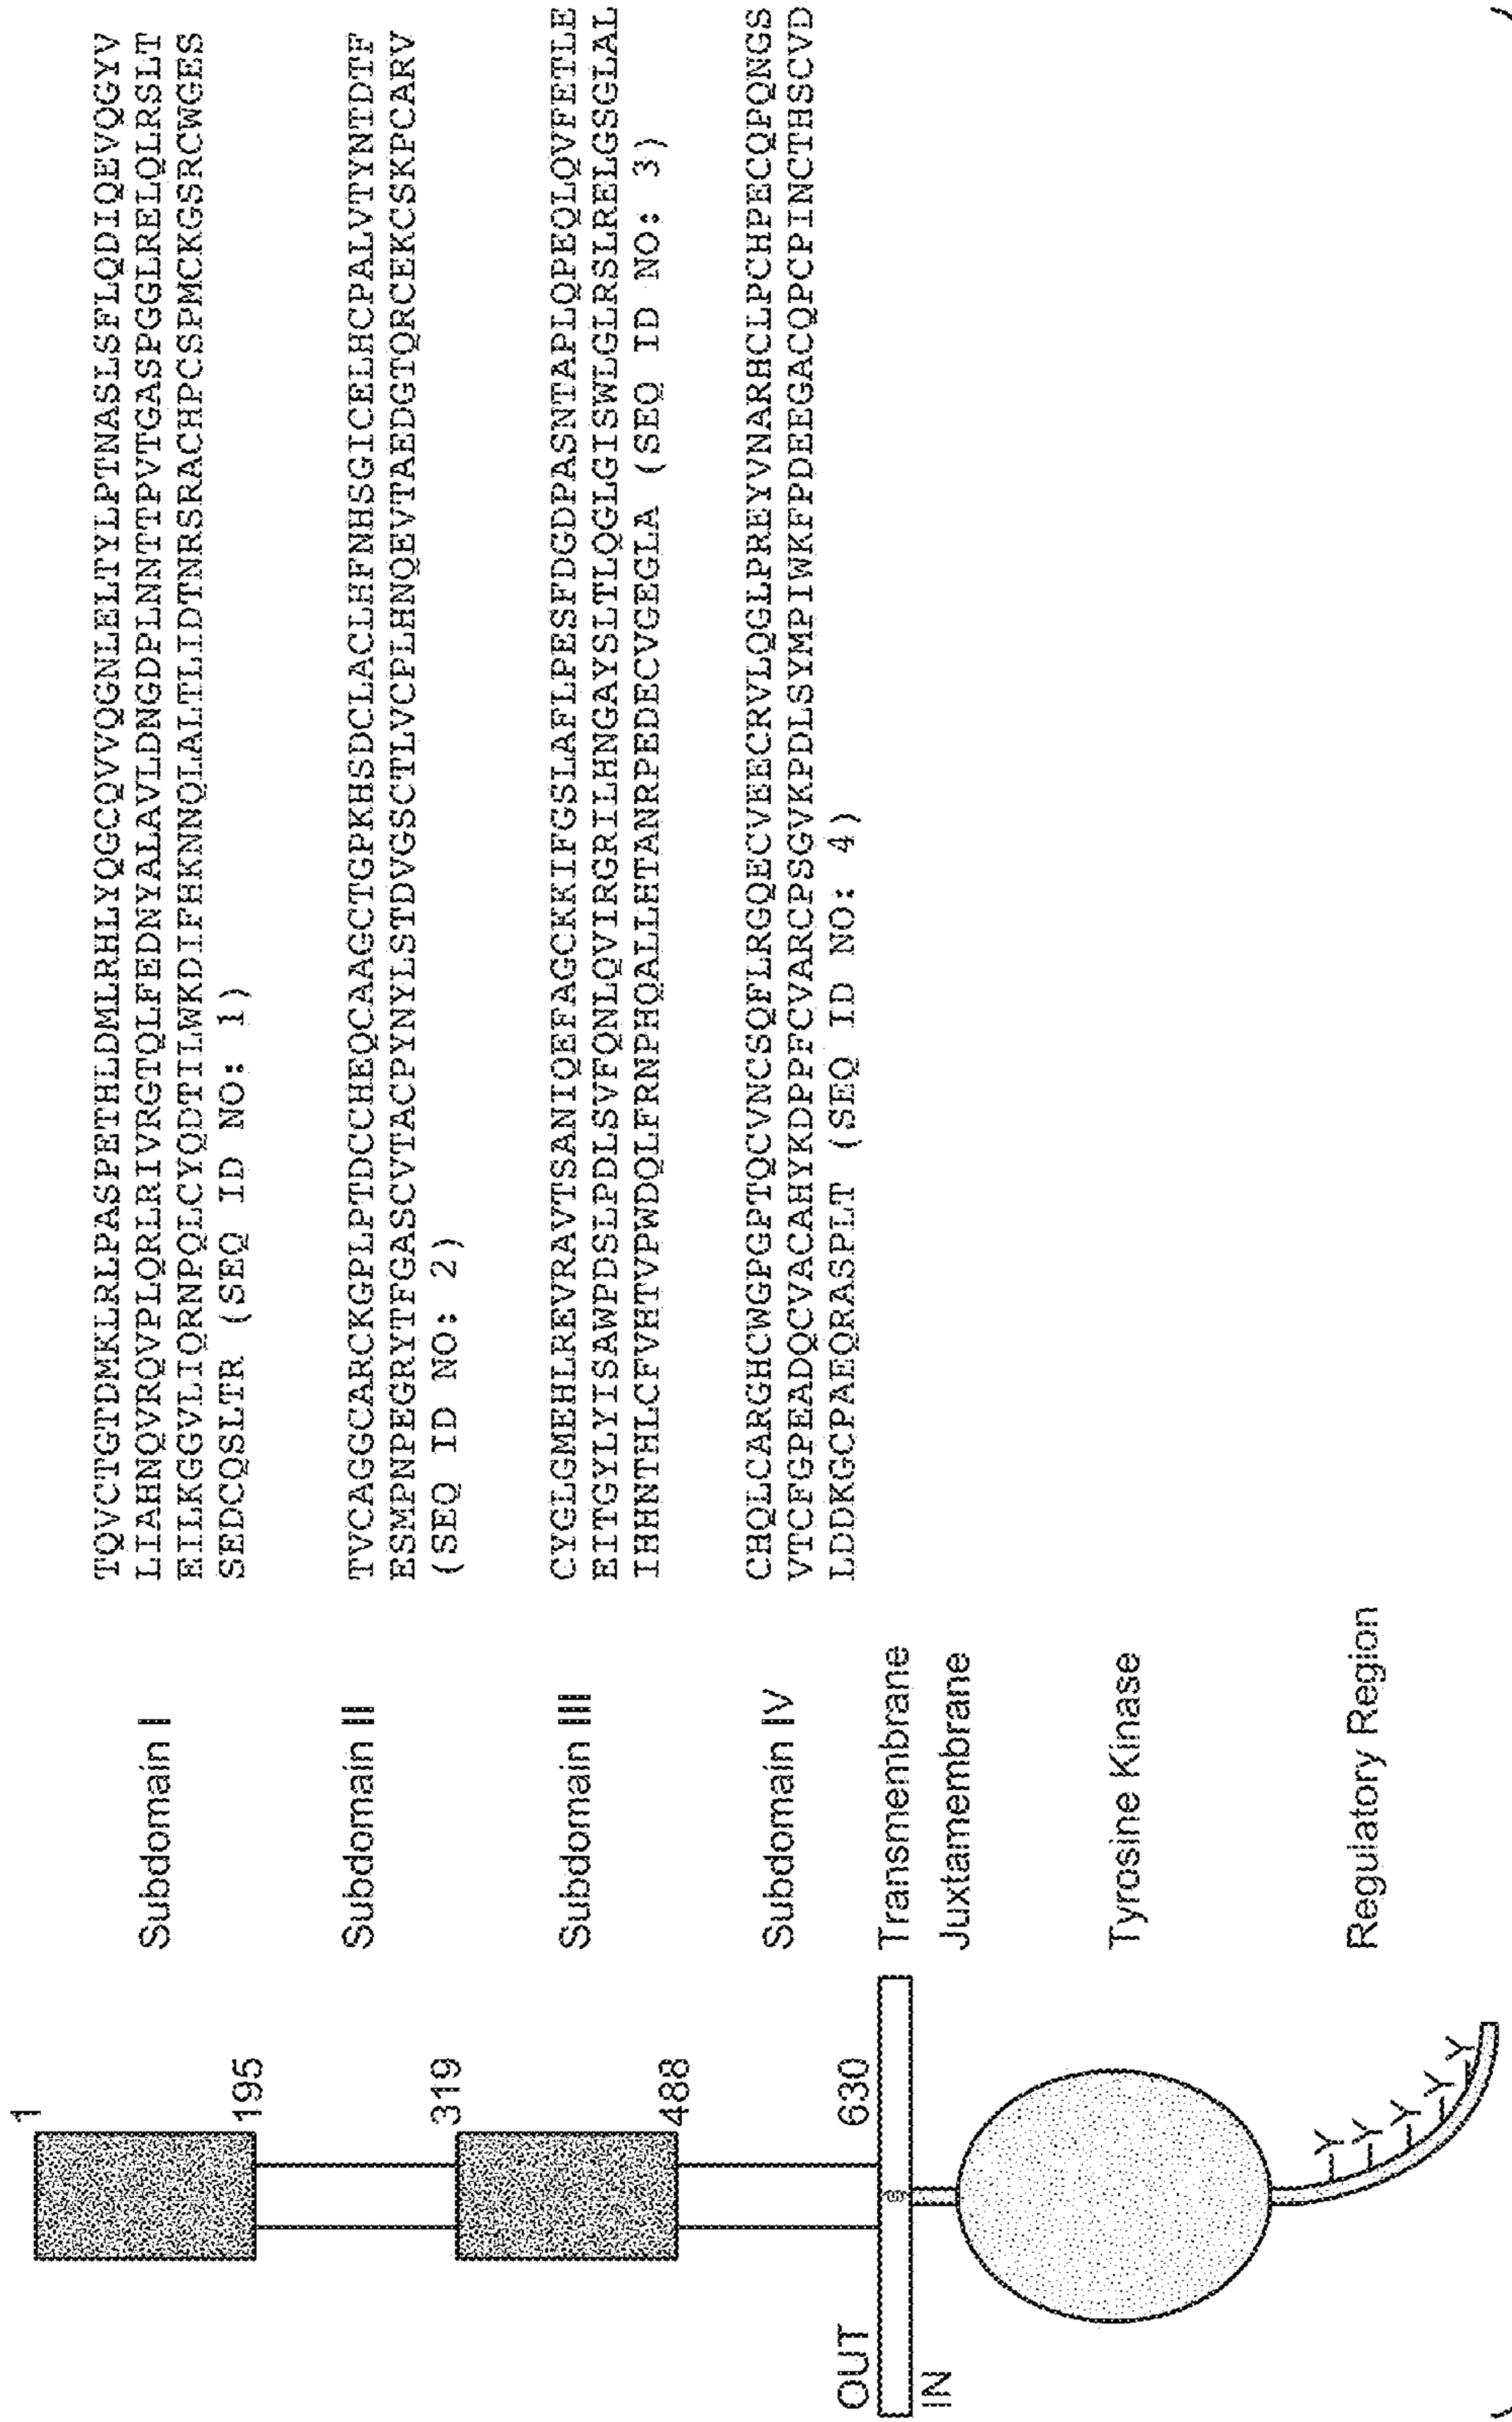 1
195
319
488
630
OUT
IN
Subdomain I
Subdomain II
Subdomain III
Subdomain IV
Transmembrane
Juxtamembrane
Tyrosine Kinase
Regulatory Region
TQVCTGTDMKLRLPASPETHLDMLRHLYQGCQVVQGNLELTYLPTNASLSFLQDIQEVQGYV
LIAHNQVRQVPLQRLRIVRGTQLFEDNYALAVLDNGDPLNNTTPVTGASPGGLRELQLRSLT
EILKGGVLIQRNPQLCYQDTILWKDIFHKNNQLALTLIDTNRSRACHPCSPMCKGSRCWGES
SEDCQSLTR (SEQ ID NO: 1)
TVCAGGCARCKGPLPTDCCHEQCAAGCTGPKHSDCLACLHFNHSGICELHCPALVTYNTDTF
ESMPNPEGRYTFGASCVTACPYNYLSTDVGSCTLVCPLHNQEVTAEDGTQRCEKCSKPCARV
(SEQ ID NO: 2)
CYGLGMEHLREVRAVTSANIQEFAGCKKIFGSLAFLPESFDGDPASNTAPLQPEQLQVFETLE
EITGYLYISAWPDSLPDLSVFQNLQVIRGRILHNGAYSLTLQGLGISWLGLRSLRELGSGLAL
IHHNTHLCFVHTVPWDQLFRNPHQALLHTANRPEDECVGEGLA (SEQ ID NO: 3)
CHQLCARGHCWGPGPTQCVNCSQFLRGQECVEECRVLQGLPREYVNARHCLPCHPECQPQNGS
VTCFGPEADQCVACAHYKDPPFCVARCPSGVKPDLSYMPIWKFPDEEGACQPCPINCTHSCVD
LDDKGCPAEQRASPLT (SEQ ID NO: 4)
Y
Y
Y
Y
Y